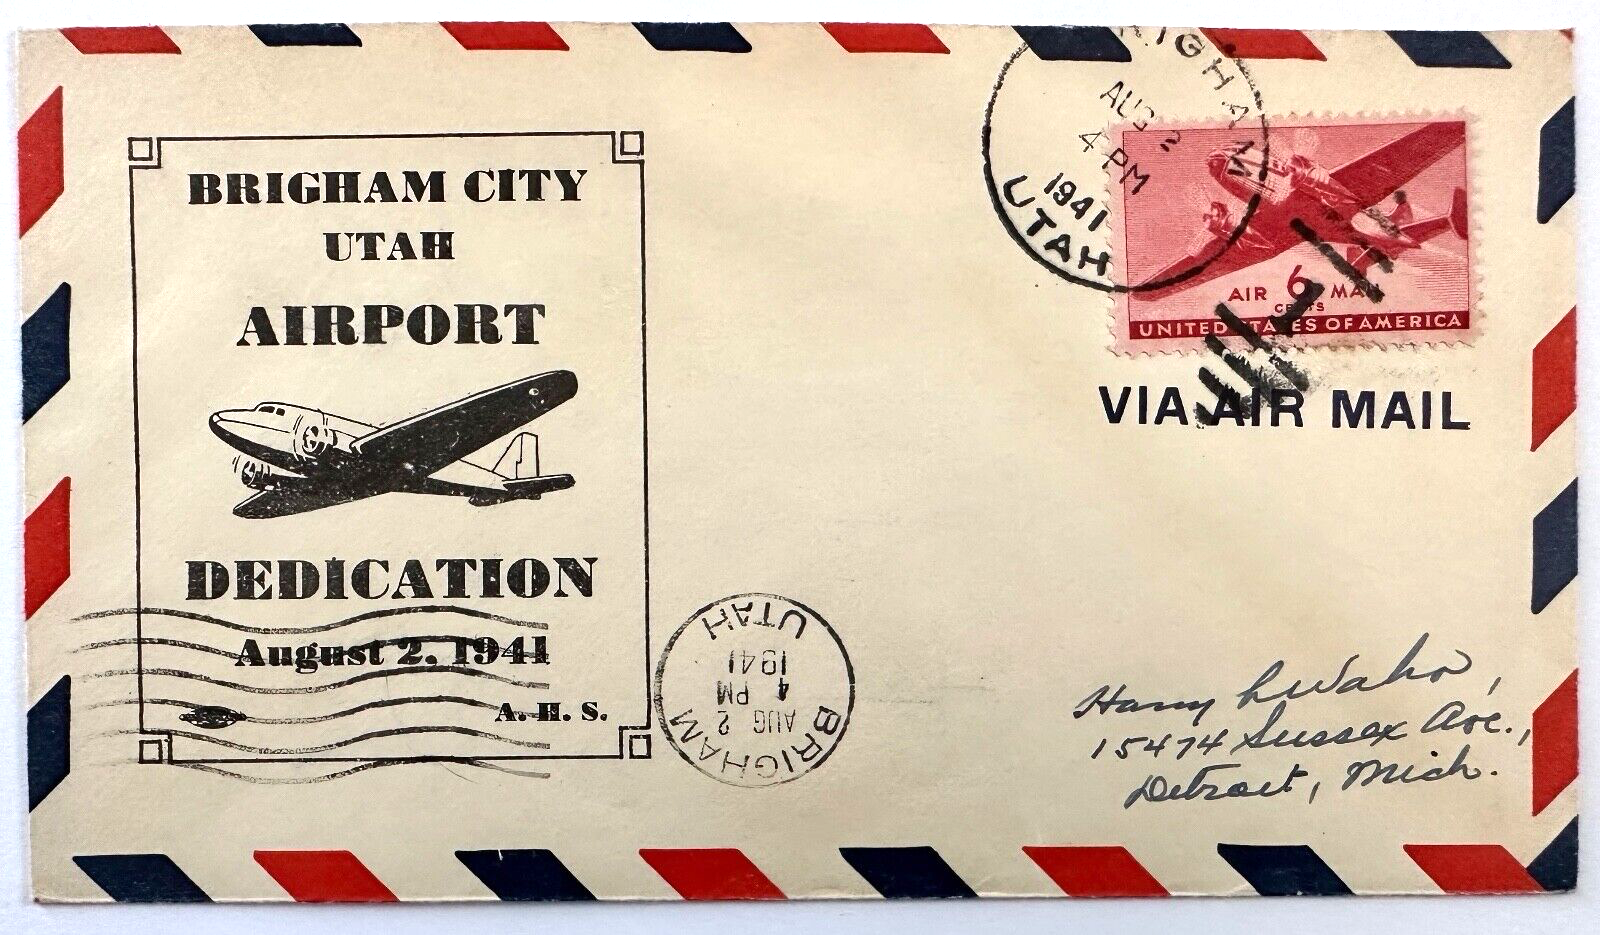 BRIGHAM CITY
UTAH
AIRPORT
DEDICATION
August 2, 1941
A. H. S.
BRIGHAM
AUG 2
4 PM
1941
UTAH
AIR 6 MAIL
CENTS
UNITED STATES OF AMERICA
VIA AIR MAIL
BRIGHAM
AUG 2
4 PM
1941
UTAH
Harry
15474 Sussex Ave.,
Detroit, Mich.